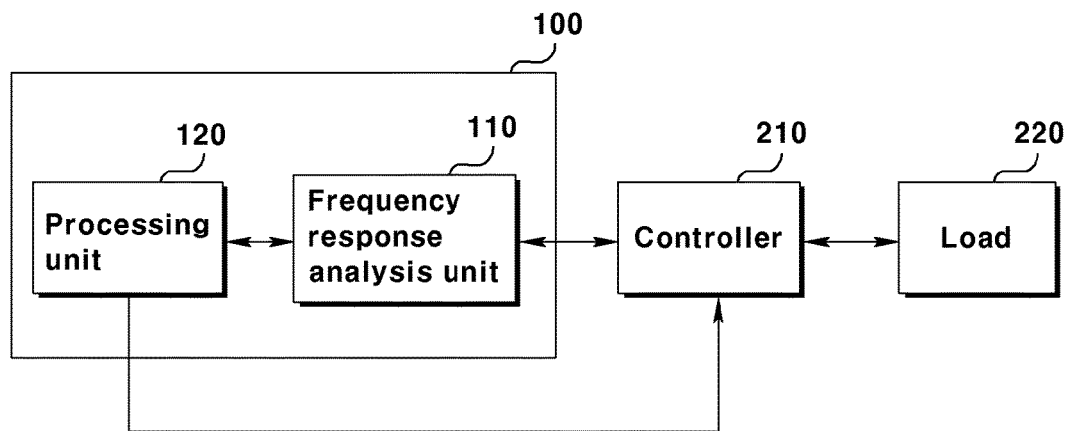 100
120
110
210
220
Processing
unit
Frequency
response
analysis unit
Controller
Load